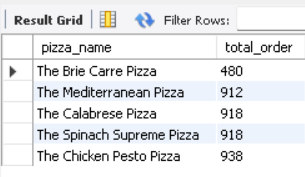 Result Grid Filter Rows:
pizza_name total_order
The Brie Carre Pizza 480
The Mediterranean Pizza 912
The Calabrese Pizza 918
The Spinach Supreme Pizza 918
The Chicken Pesto Pizza 938